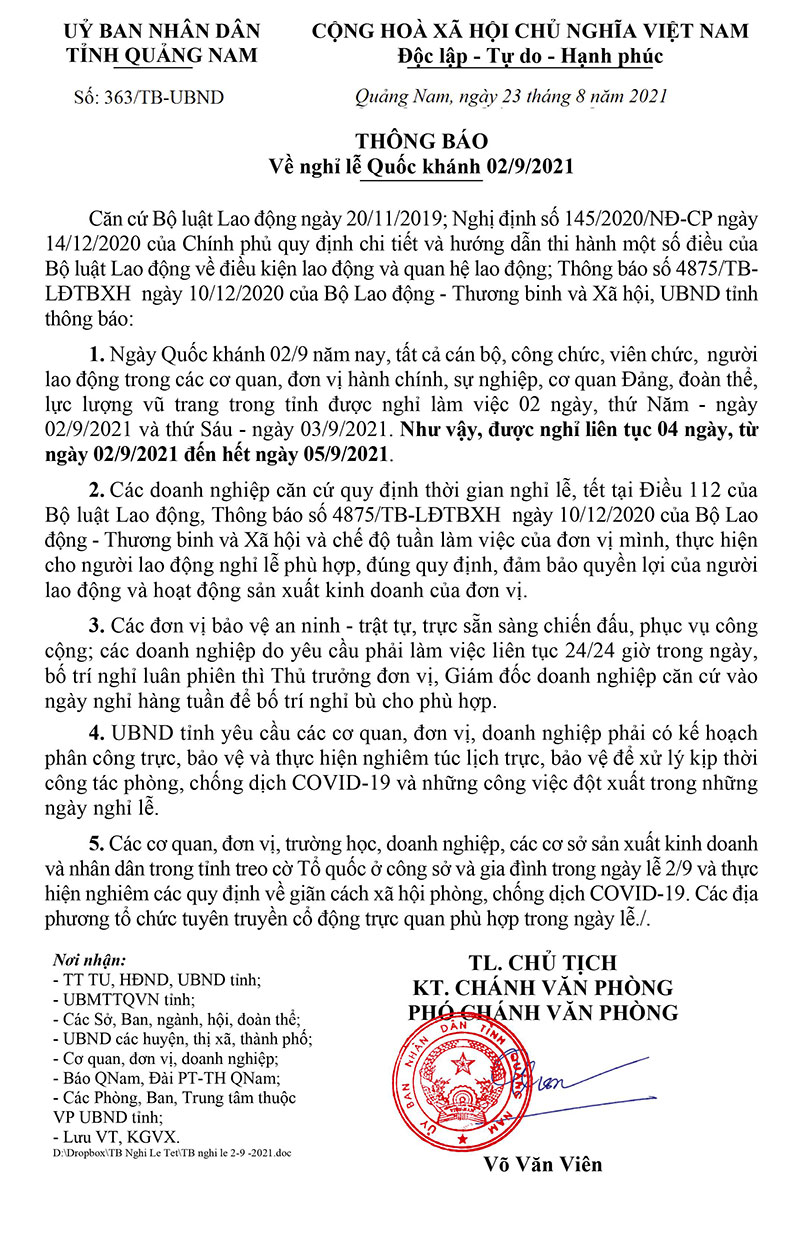 UỶ BAN NHÂN DÂN
TỈNH QUẢNG NAM
CỘNG HOÀ XÃ HỘI CHỦ NGHĨA VIỆT NAM
Độc lập - Tự do - Hạnh phúc
Số: 363/TB-UBND
Quảng Nam, ngày 23 tháng 8 năm 2021
THÔNG BÁO
Về nghỉ lễ Quốc khánh 02/9/2021
Căn cứ Bộ luật Lao động ngày 20/11/2019; Nghị định số 145/2020/NĐ-CP ngày
14/12/2020 của Chính phủ quy định chi tiết và hướng dẫn thi hành một số điều của
Bộ luật Lao động về điều kiện lao động và quan hệ lao động; Thông báo số 4875/TB-
LĐTBXH ngày 10/12/2020 của Bộ Lao động - Thương binh và Xã hội, UBND tỉnh
thông báo:
1. Ngày Quốc khánh 02/9 năm nay, tất cả cán bộ, công chức, viên chức, người
lao động trong các cơ quan, đơn vị hành chính, sự nghiệp, cơ quan Đảng, đoàn thể,
lực lượng vũ trang trong tỉnh được nghỉ làm việc 02 ngày, thứ Năm - ngày
02/9/2021 và thứ Sáu - ngày 03/9/2021. Như vậy, được nghỉ liên tục 04 ngày, từ
ngày 02/9/2021 đến hết ngày 05/9/2021.
2. Các doanh nghiệp căn cứ quy định thời gian nghỉ lễ, tết tại Điều 112 của
Bộ luật Lao động, Thông báo số 4875/TB-LĐTBXH ngày 10/12/2020 của Bộ Lao
động - Thương binh và Xã hội và chế độ tuần làm việc của đơn vị mình, thực hiện
cho người lao động nghỉ lễ phù hợp, đúng quy định, đảm bảo quyền lợi của người
lao động và hoạt động sản xuất kinh doanh của đơn vị.
3. Các đơn vị bảo vệ an ninh - trật tự, trực sẵn sàng chiến đấu, phục vụ công
cộng; các doanh nghiệp do yêu cầu phải làm việc liên tục 24/24 giờ trong ngày,
bố trí nghỉ luân phiên thì Thủ trưởng đơn vị, Giám đốc doanh nghiệp căn cứ vào
ngày nghỉ hàng tuần để bố trí nghỉ bù cho phù hợp.
4. UBND tỉnh yêu cầu các cơ quan, đơn vị, doanh nghiệp phải có kế hoạch
phân công trực, bảo vệ và thực hiện nghiêm túc lịch trực, bảo vệ để xử lý kịp thời
công tác phòng, chống dịch COVID-19 và những công việc đột xuất trong những
ngày nghỉ lễ.
5. Các cơ quan, đơn vị, trường học, doanh nghiệp, các cơ sở sản xuất kinh doanh
và nhân dân trong tỉnh treo cờ Tổ quốc ở công sở và gia đình trong ngày lễ 2/9 và thực
hiện nghiêm các quy định về giãn cách xã hội phòng, chống dịch COVID-19. Các địa
phương tổ chức tuyên truyền cổ động trực quan phù hợp trong ngày lễ./.
Nơi nhận:
- TT TU, HĐND, UBND tỉnh;
- UBMTTQVN tỉnh;
- Các Sở, Ban, ngành, hội, đoàn thể;
- UBND các huyện, thị xã, thành phố;
- Cơ quan, đơn vị, doanh nghiệp;
- Báo QNam, Đài PT-TH QNam;
- Các Phòng, Ban, Trung tâm thuộc
VP UBND tỉnh;
- Lưu VT, KGVX.
D:\Dropbox\TB Nghi Le Tet\TB nghi le 2-9 -2021.doc
TL. CHỦ TỊCH
KT. CHÁNH VĂN PHÒNG
PHÓ CHÁNH VĂN PHÒNG
ỦY BAN NHÂN DÂN TỈNH QUẢNG NAM
Võ Văn Viên